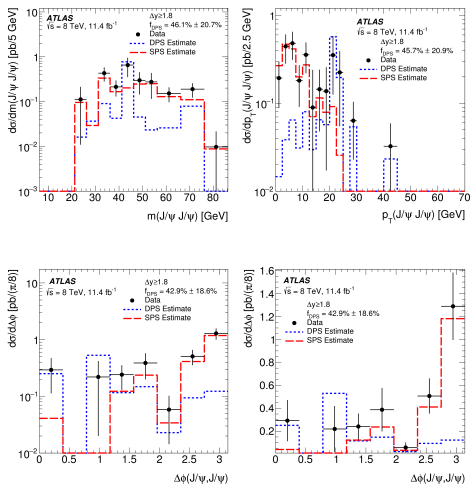 ATLAS
√s = 8 TeV, 11.4 fb⁻¹
Δy≥1.8
f_DPS = 46.1% ± 20.7%
Data
DPS Estimate
SPS Estimate
dσ/dm(J/ψ J/ψ) [pb/5 GeV]
10
1
10⁻¹
10⁻²
10⁻³
10 20 30 40 50 60 70 80
m(J/ψ J/ψ) [GeV]
ATLAS
√s = 8 TeV, 11.4 fb⁻¹
Δy≥1.8
f_DPS = 45.7% ± 20.9%
Data
DPS Estimate
SPS Estimate
dσ/dp_T(J/ψ J/ψ) [pb/2.5 GeV]
1
10⁻¹
10⁻²
0 10 20 30 40 50 60 70
p_T(J/ψ J/ψ) [GeV]
ATLAS
√s = 8 TeV, 11.4 fb⁻¹
Δy≥1.8
f_DPS = 42.9% ± 18.6%
Data
DPS Estimate
SPS Estimate
dσ/dΔϕ [pb/(π/8)]
10
1
10⁻¹
10⁻²
0 0.5 1 1.5 2 2.5 3
Δϕ(J/ψ,J/ψ)
ATLAS
√s = 8 TeV, 11.4 fb⁻¹
Δy≥1.8
f_DPS = 42.9% ± 18.6%
Data
DPS Estimate
SPS Estimate
dσ/dΔϕ [pb/(π/8)]
1.6
1.4
1.2
1
0.8
0.6
0.4
0.2
0 0.5 1 1.5 2 2.5 3
Δϕ(J/ψ,J/ψ)